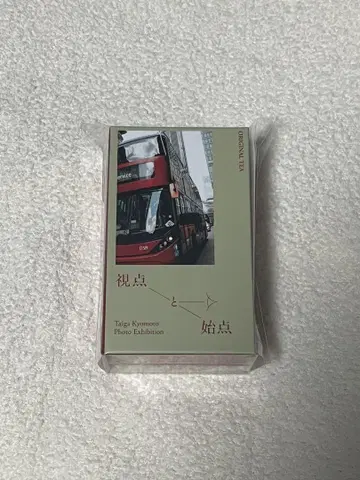 ORIGINAL TEA
視点
と
始点
Taiga Kyomoto
Photo Exhibition